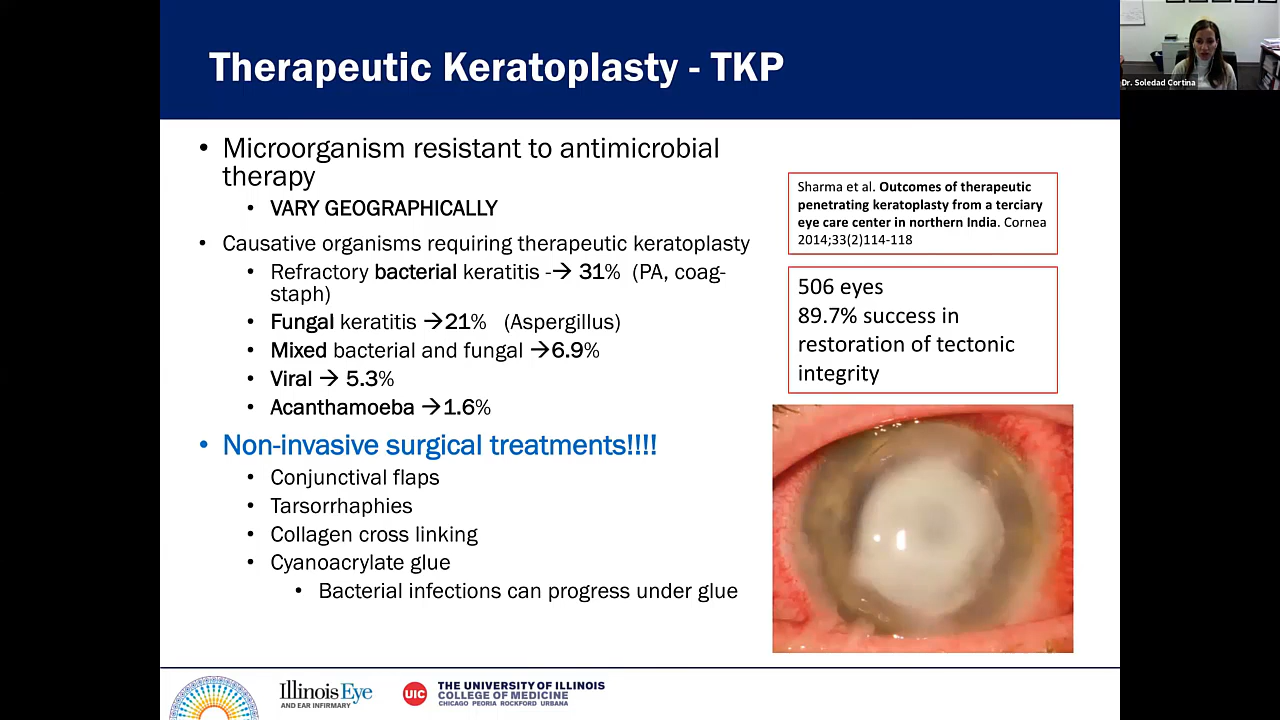 Therapeutic Keratoplasty - TKP
Dr. Soledad Cortina
• Microorganism resistant to antimicrobial
therapy
• VARY GEOGRAPHICALLY
• Causative organisms requiring therapeutic keratoplasty
• Refractory bacterial keratitis -→ 31% (PA, coag-
staph)
• Fungal keratitis →21% (Aspergillus)
• Mixed bacterial and fungal →6.9%
• Viral → 5.3%
• Acanthamoeba →1.6%
• Non-invasive surgical treatments!!!!
• Conjunctival flaps
• Tarsorrhaphies
• Collagen cross linking
• Cyanoacrylate glue
• Bacterial infections can progress under glue
Sharma et al. Outcomes of therapeutic
penetrating keratoplasty from a terciary
eye care center in northern India. Cornea
2014;33(2)114-118
506 eyes
89.7% success in
restoration of tectonic
integrity
Illinois Eye
AND EAR INFIRMARY
UIC
THE UNIVERSITY OF ILLINOIS
COLLEGE OF MEDICINE
CHICAGO PEORIA ROCKFORD URBANA